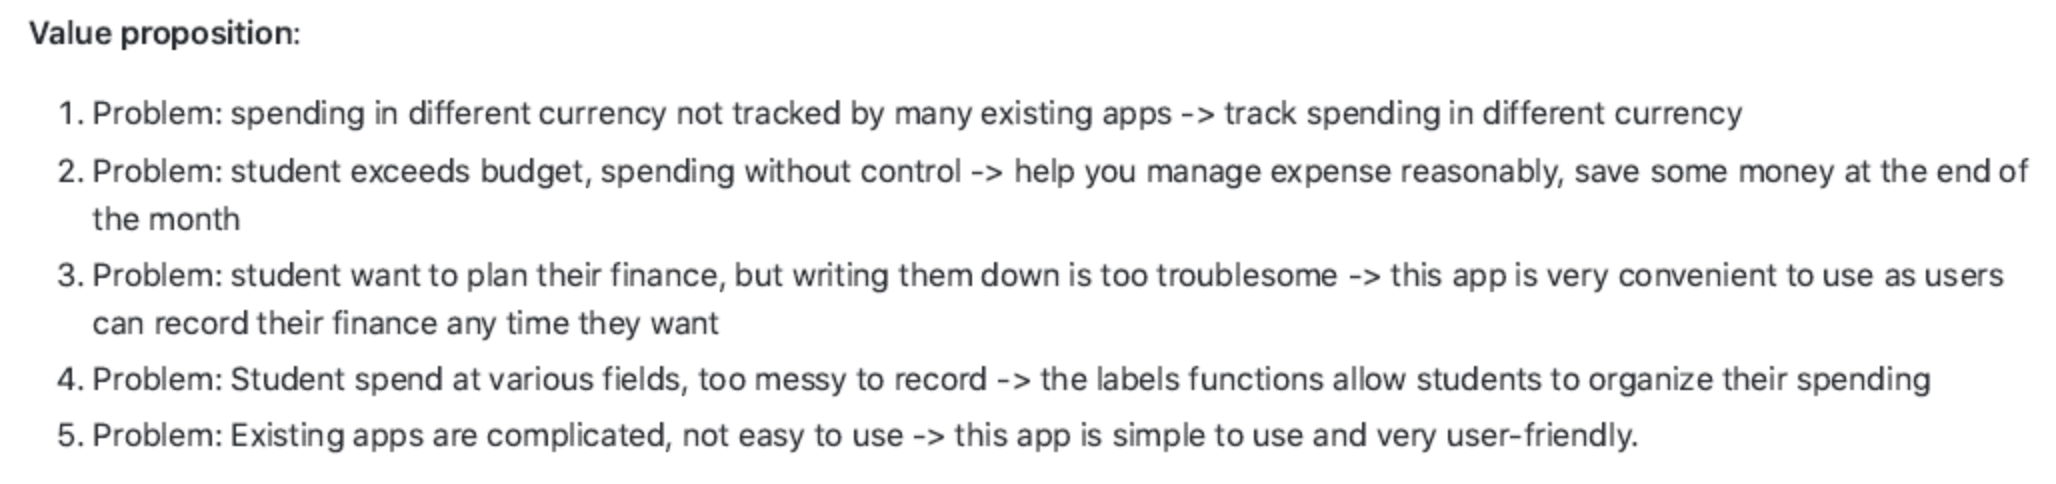 Value proposition:
1. Problem: spending in different currency not tracked by many existing apps -> track spending in different currency
2. Problem: student exceeds budget, spending without control -> help you manage expense reasonably, save some money at the end of
the month
3. Problem: student want to plan their finance, but writing them down is too troublesome -> this app is very convenient to use as users
can record their finance any time they want
4. Problem: Student spend at various fields, too messy to record -> the labels functions allow students to organize their spending
5. Problem: Existing apps are complicated, not easy to use -> this app is simple to use and very user-friendly.